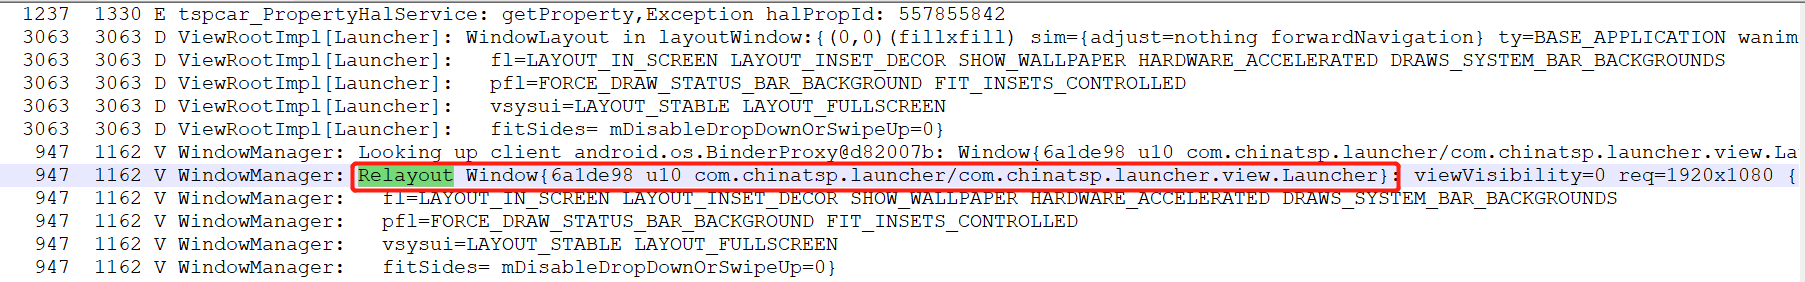 1237 1330 E tspcar_PropertyHalService: getProperty,Exception halPropId: 557855842
3063 3063 D ViewRootImpl[Launcher]: WindowLayout in layoutWindow:{(0,0)(fillxfill) sim={adjust=nothing forwardNavigation} ty=BASE_APPLICATION wanim
3063 3063 D ViewRootImpl[Launcher]: fl=LAYOUT_IN_SCREEN LAYOUT_INSET_DECOR SHOW_WALLPAPER HARDWARE_ACCELERATED DRAWS_SYSTEM_BAR_BACKGROUNDS
3063 3063 D ViewRootImpl[Launcher]: pfl=FORCE_DRAW_STATUS_BAR_BACKGROUND FIT_INSETS_CONTROLLED
3063 3063 D ViewRootImpl[Launcher]: vsysui=LAYOUT_STABLE LAYOUT_FULLSCREEN
3063 3063 D ViewRootImpl[Launcher]: fitSides= mDisableDropDownOrSwipeUp=0}
947 1162 V WindowManager: Looking up client android.os.BinderProxy@d82007b: Window{6a1de98 u10 com.chinatsp.launcher/com.chinatsp.launcher.view.La
947 1162 V WindowManager: Relayout Window{6a1de98 u10 com.chinatsp.launcher/com.chinatsp.launcher.view.Launcher}: viewVisibility=0 req=1920x1080 {
947 1162 V WindowManager: fl=LAYOUT_IN_SCREEN LAYOUT_INSET_DECOR SHOW_WALLPAPER HARDWARE_ACCELERATED DRAWS_SYSTEM_BAR_BACKGROUNDS
947 1162 V WindowManager: pfl=FORCE_DRAW_STATUS_BAR_BACKGROUND FIT_INSETS_CONTROLLED
947 1162 V WindowManager: vsysui=LAYOUT_STABLE LAYOUT_FULLSCREEN
947 1162 V WindowManager: fitSides= mDisableDropDownOrSwipeUp=0}